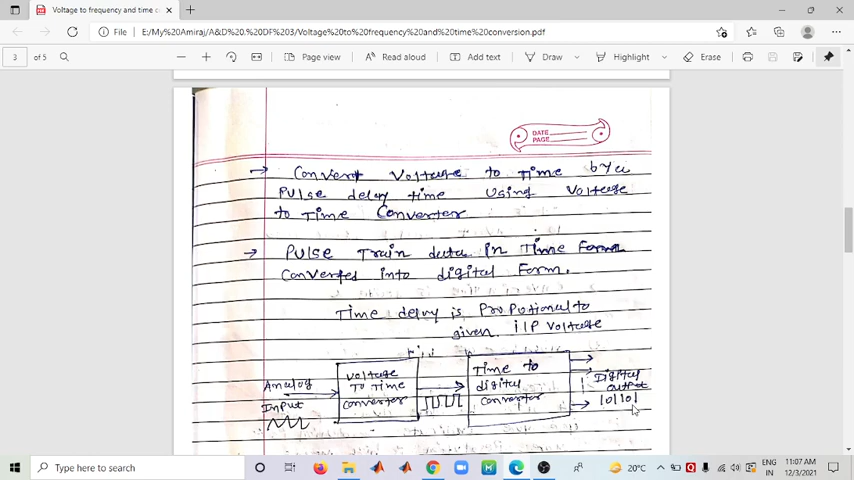 Voltage to frequency and time c
File
E:/My%20Amiraj/A&D%20.%20DF%203/Voltage%20to%20frequency%20and%20time%20conversion.pdf
3 of 5
Page view
Read aloud
Add text
Draw
Highlight
Erase
DATE
PAGE
→ Convert Voltage to Time by a
Pulse delay time using Voltage
to Time Converter
→ Pulse Train data in Time Form
Converted into digital Form.
Time delay is Propotional to
given i/P voltage
Analog
Input
Voltage
To Time
Converter
Time to
digital
Converter
Digital
output
101101
Type here to search
20°C
ENG
IN
11:07 AM
12/3/2021